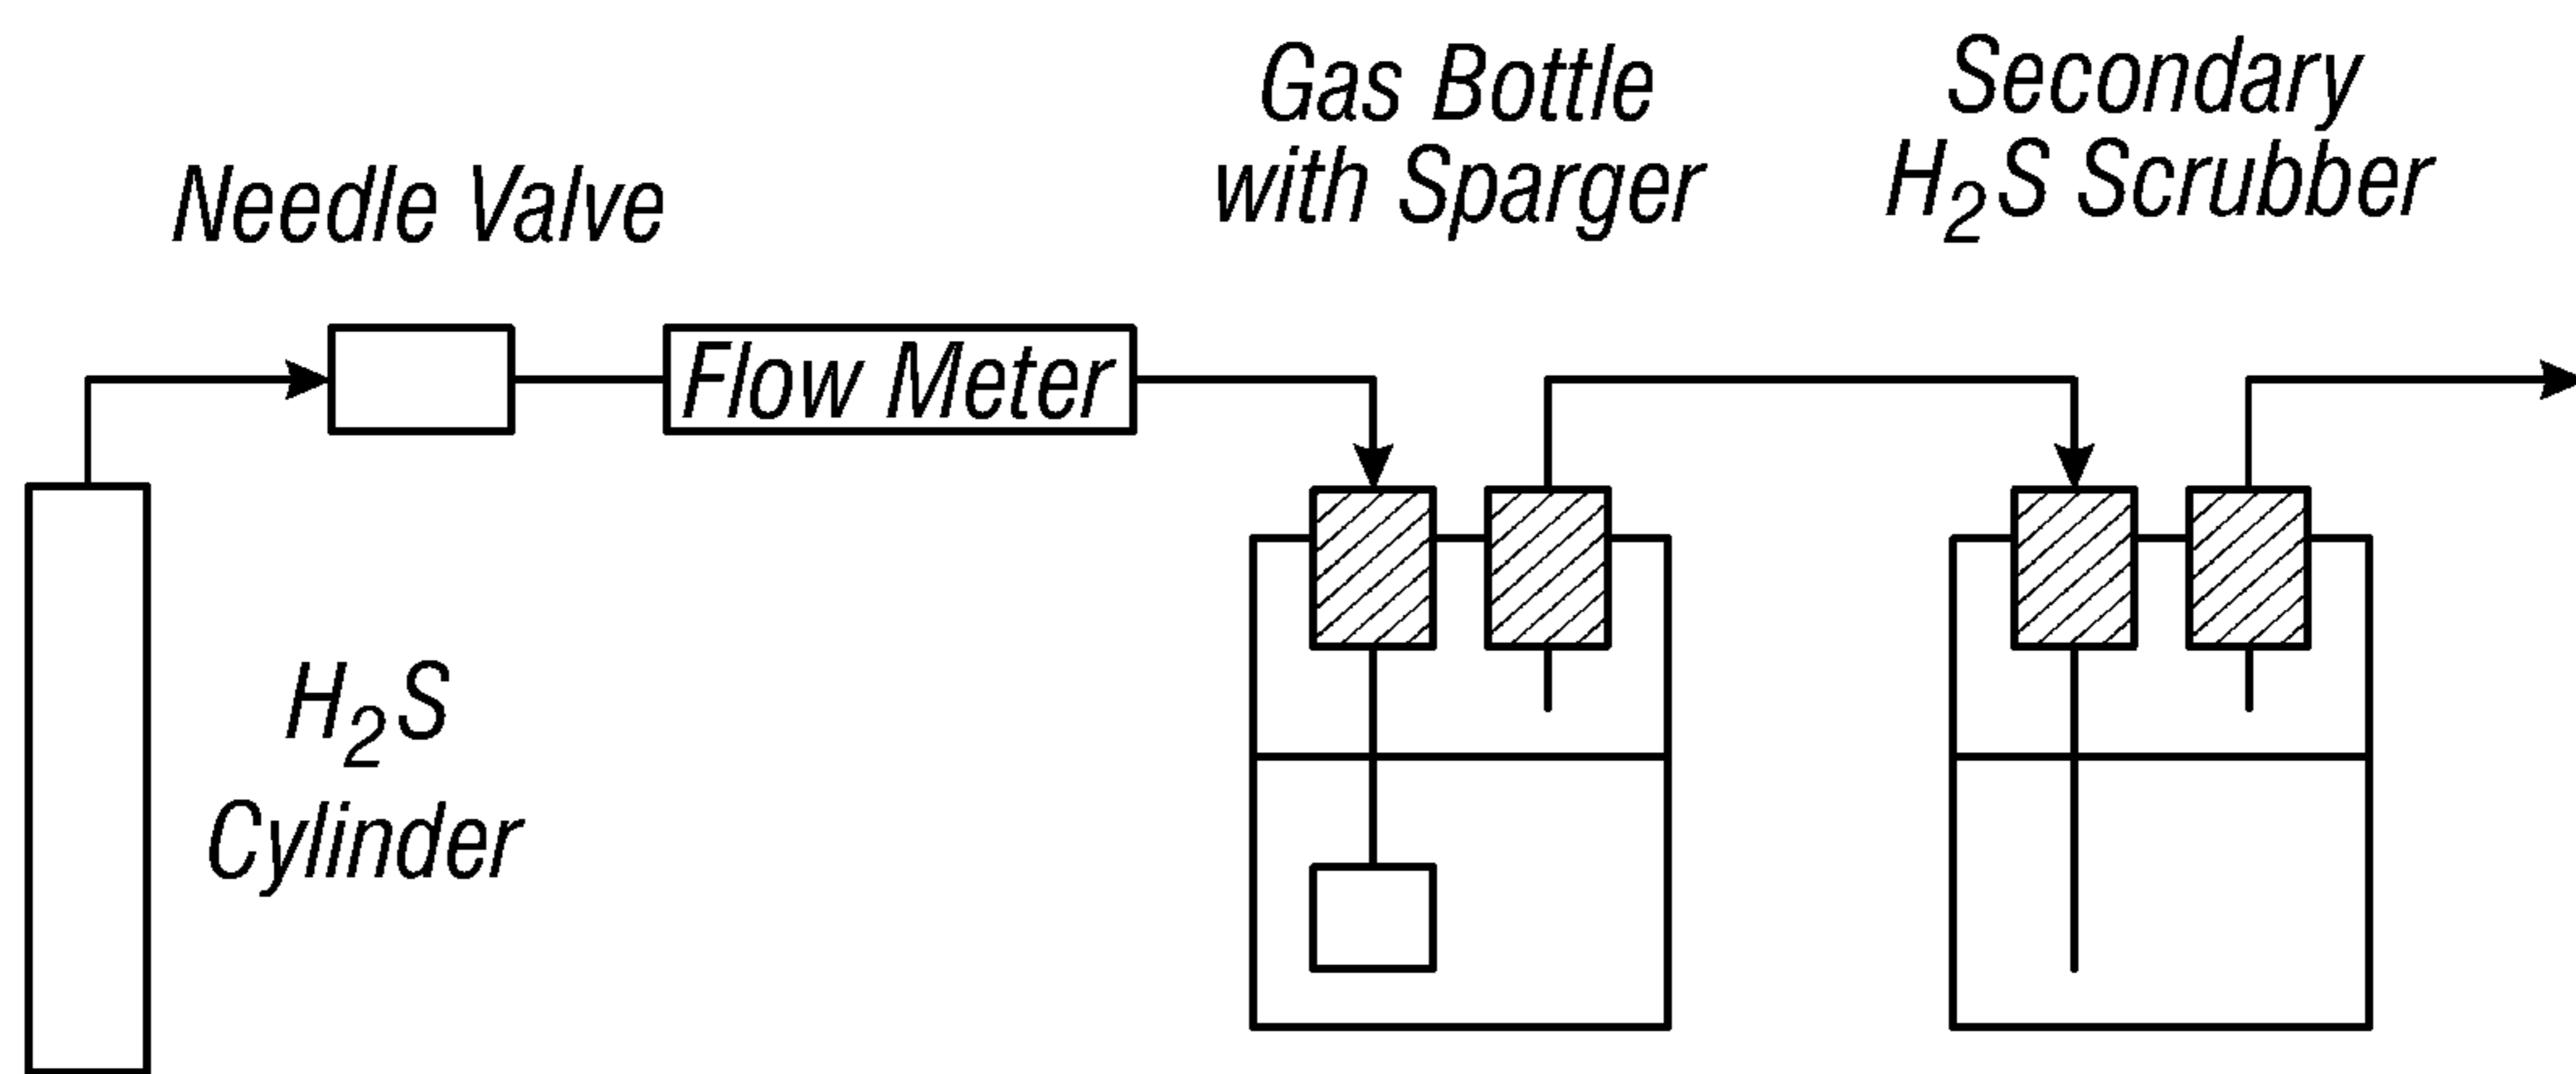 Needle Valve
Flow Meter
Gas Bottle
with Sparger
Secondary
H₂S Scrubber
H₂S
Cylinder